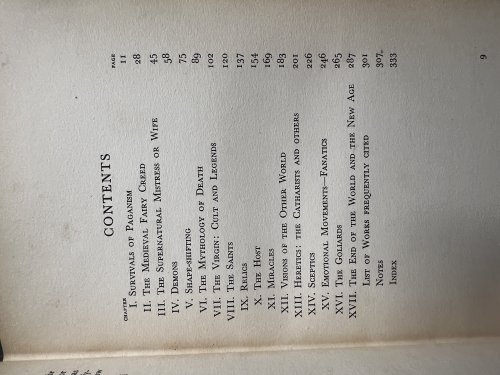 CONTENTS
CHAPTER PAGE
I. SURVIVALS OF PAGANISM 11
II. THE MEDIEVAL FAIRY CREED 28
III. THE SUPERNATURAL MISTRESS OR WIFE 45
IV. DEMONS 58
V. SHAPE-SHIFTING 75
VI. THE MYTHOLOGY OF DEATH 89
VII. THE VIRGIN: CULT AND LEGENDS 102
VIII. THE SAINTS 120
IX. RELICS 137
X. THE HOST 154
XI. MIRACLES 169
XII. VISIONS OF THE OTHER WORLD 183
XIII. HERETICS: THE CATHARISTS AND OTHERS 201
XIV. SCEPTICS 226
XV. EMOTIONAL MOVEMENTS—FANATICS 246
XVI. THE GOLIARDS 265
XVII. THE END OF THE WORLD AND THE NEW AGE 287
LIST OF WORKS FREQUENTLY CITED 301
NOTES 307
INDEX 333
9